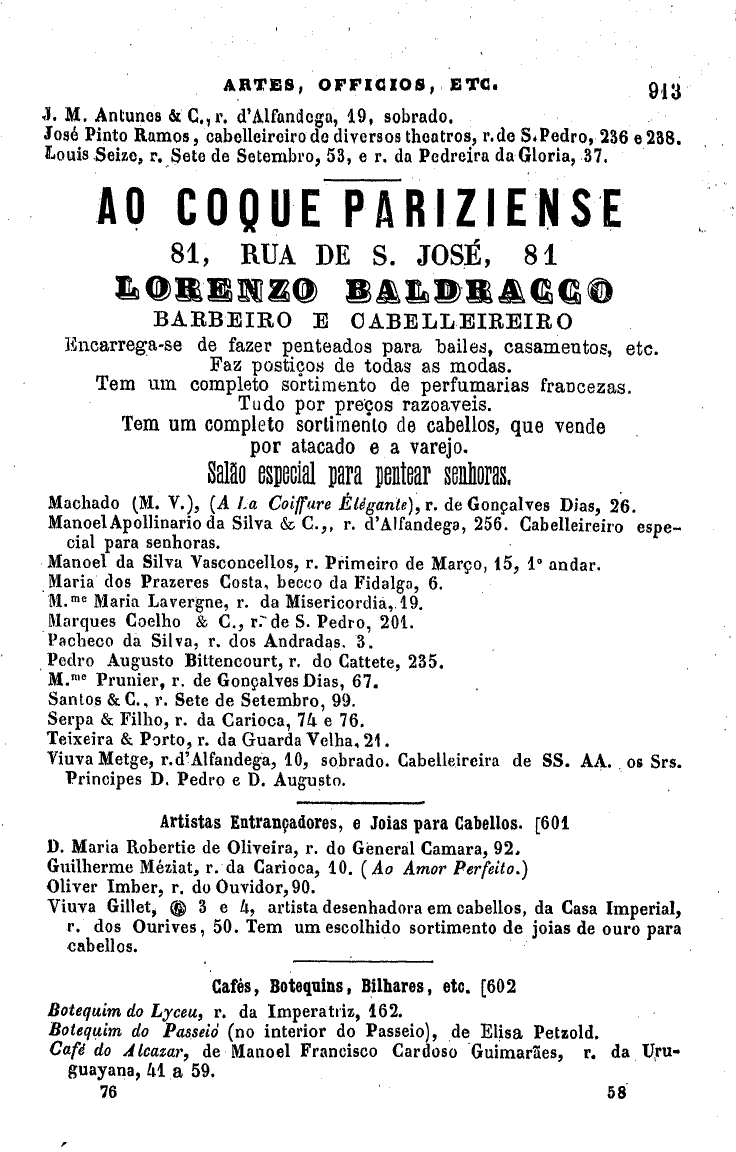 ARTES, OFFICIOS, ETC. 913
J. M. Antunes & C., r. d'Alfandega, 19, sobrado.
José Pinto Ramos, cabelleireiro de diversos theatros, r. de S. Pedro, 236 e 238.
Louis Seize, r. Sete de Setembro, 53, e r. da Pedreira da Gloria, 37.
AO COQUE PARIZIENSE
81, RUA DE S. JOSÉ, 81
LORENZO BALDRACCO
BARBEIRO E CABELLEIREIRO
Encarrega-se de fazer penteados para bailes, casamentos, etc.
Faz postiços de todas as modas.
Tem um completo sortimento de perfumarias francezas.
Tudo por preços razoaveis.
Tem um completo sortimento de cabellos, que vende
por atacado e a varejo.
Salão especial para pentear senhoras.
Machado (M. V.), (A La Coiffure Élégante), r. de Gonçalves Dias, 26.
Manoel Apollinario da Silva & C., r. d'Alfandega, 256. Cabelleireiro espe-
cial para senhoras.
Manoel da Silva Vasconcellos, r. Primeiro de Março, 15, 1° andar.
Maria dos Prazeres Costa, becco da Fidalga, 6.
M.me Maria Lavergne, r. da Misericordia, 19.
Marques Coelho & C., r. de S. Pedro, 201.
Pacheco da Silva, r. dos Andradas, 3.
Pedro Augusto Bittencourt, r. do Cattete, 235.
M.me Prunier, r. de Gonçalves Dias, 67.
Santos & C., r. Sete de Setembro, 99.
Serpa & Filho, r. da Carioca, 74 e 76.
Teixeira & Porto, r. da Guarda Velha, 21.
Viuva Metge, r. d'Alfandega, 10, sobrado. Cabelleireira de SS. AA. os Srs.
Principes D. Pedro e D. Augusto.
Artistas Entrançadores, e Joias para Cabellos. [601
D. Maria Robertie de Oliveira, r. do General Camara, 92.
Guilherme Méziat, r. da Carioca, 10. (Ao Amor Perfeito.)
Oliver Imber, r. do Ouvidor, 90.
Viuva Gillet, 3 e 4, artista desenhadora em cabellos, da Casa Imperial,
r. dos Ourives, 50. Tem um escolhido sortimento de joias de ouro para
cabellos.
Cafés, Botequins, Bilhares, etc. [602
Botequim do Lyceu, r. da Imperatriz, 162.
Botequim do Passeio (no interior do Passeio), de Elisa Petzold.
Café do Alcazar, de Manoel Francisco Cardoso Guimarães, r. da Uru-
guayana, 41 a 59.
76 58